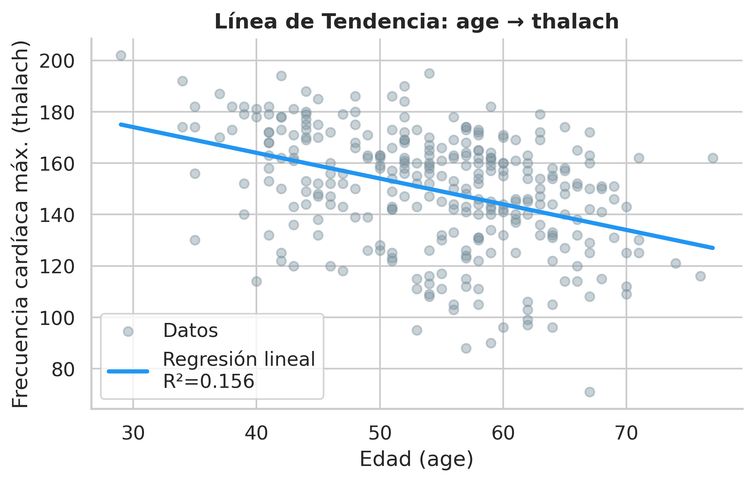 Línea de Tendencia: age → thalach
Frecuencia cardíaca máx. (thalach)
200
180
160
140
120
100
80
Datos
Regresión lineal
R²=0.156
30
40
50
60
70
Edad (age)